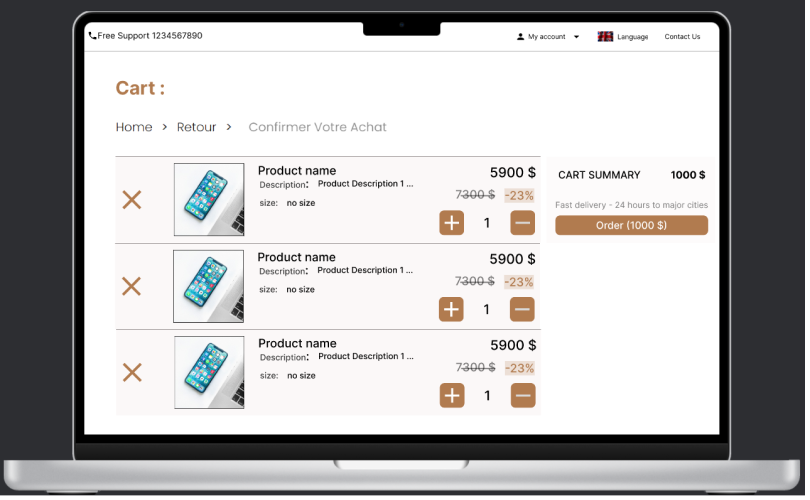 Free Support 1234567890
My account
Language
Contact Us
Cart :
Home > Retour > Confirmer Votre Achat
Product name
5900 $
Description: Product Description 1 ...
7300 $ -23%
size: no size
1
Product name
5900 $
Description: Product Description 1 ...
7300 $ -23%
size: no size
1
Product name
5900 $
Description: Product Description 1 ...
7300 $ -23%
size: no size
1
CART SUMMARY 1000 $
Fast delivery - 24 hours to major cities
Order (1000 $)